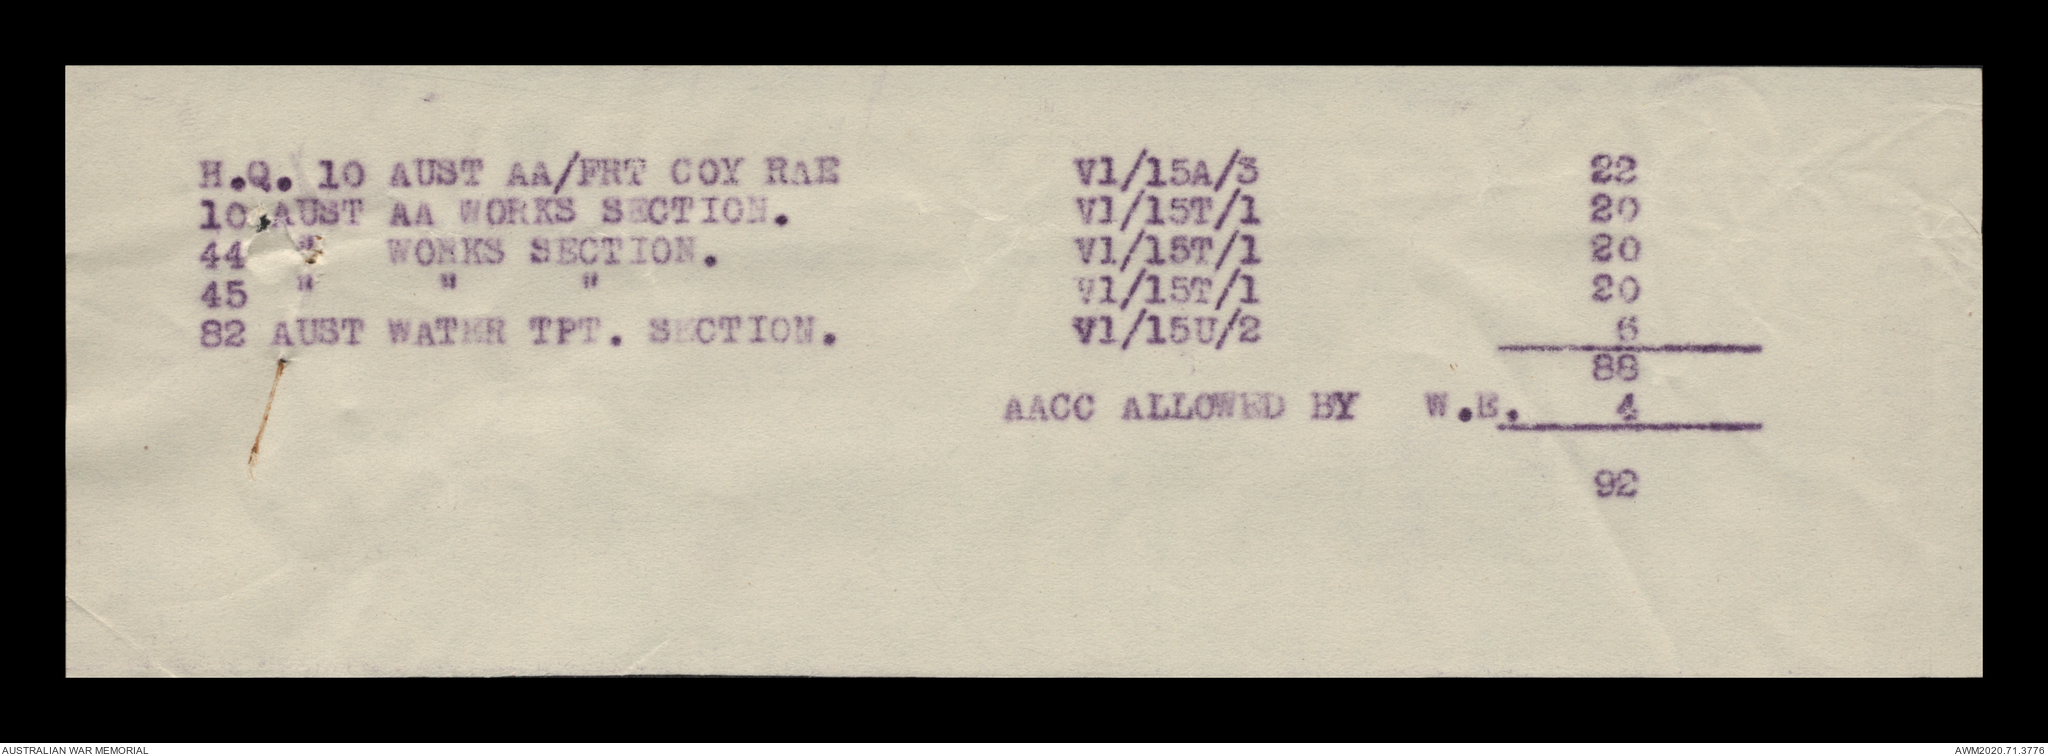 H.Q. 10 AUST AA/FRT COY RAE V1/15A/3 22
10 AUST AA WORKS SECTION. V1/15T/1 20
44 " WORKS SECTION. V1/15T/1 20
45 " " " V1/15T/1 20
82 AUST WATER TPT. SECTION. V1/15U/2 6
88
AACC ALLOWED BY W.E. 4
92
AUSTRALIAN WAR MEMORIAL
AWM2020.71.3776